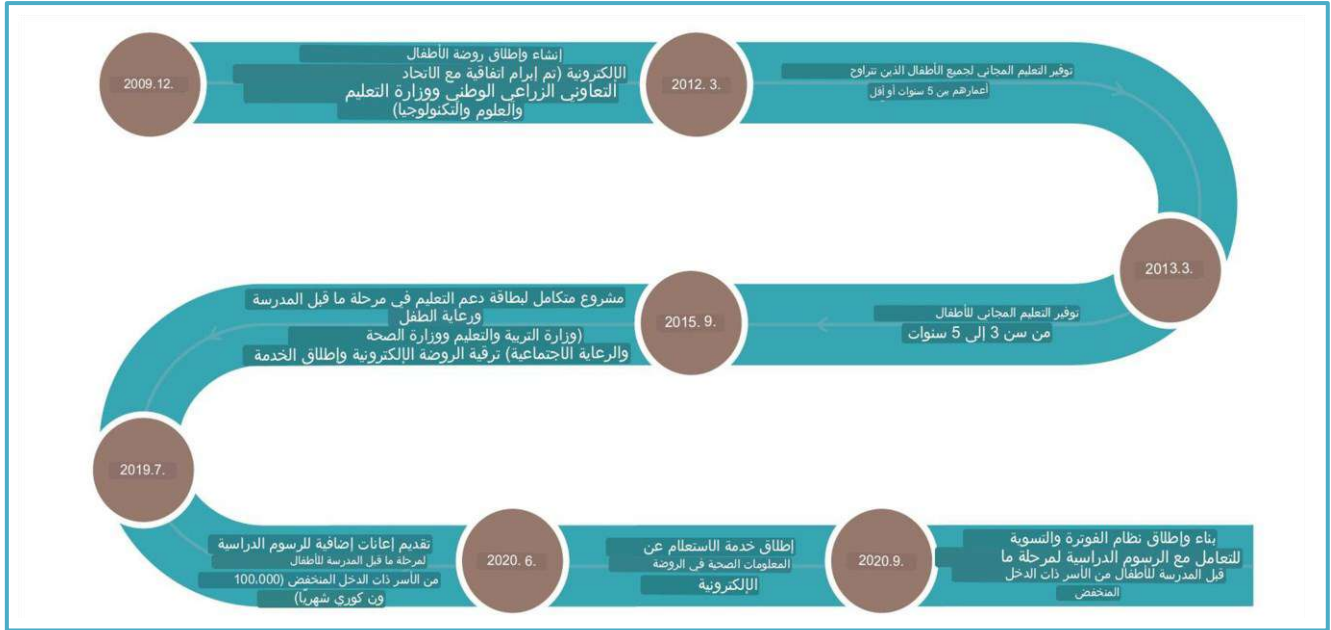 2009.12.
إنشاء وإطلاق روضة الأطفال
الإلكترونية (تم إبرام اتفاقية مع الاتحاد
التعاوني الزراعي الوطني ووزارة التعليم
والعلوم والتكنولوجيا)
2012. 3.
توفير التعليم المجاني لجميع الأطفال الذين تتراوح
أعمارهم بين 5 سنوات أو أقل
2013.3.
توفير التعليم المجاني للأطفال
من سن 3 إلى 5 سنوات
2015. 9.
مشروع متكامل لبطاقة دعم التعليم في مرحلة ما قبل المدرسة
ورعاية الطفل
(وزارة التربية والتعليم ووزارة الصحة
والرعاية الاجتماعية) ترقية الروضة الإلكترونية وإطلاق الخدمة
2019.7.
تقديم إعانات إضافية للرسوم الدراسية
لمرحلة ما قبل المدرسة للأطفال
من الأسر ذات الدخل المنخفض (100،000
ون كوري شهريًا)
2020. 6.
إطلاق خدمة الاستعلام عن
المعلومات الصحية في الروضة
الإلكترونية
2020.9.
بناء وإطلاق نظام الفوترة والتسوية
للتعامل مع الرسوم الدراسية لمرحلة ما
قبل المدرسة للأطفال من الأسر ذات الدخل
المنخفض